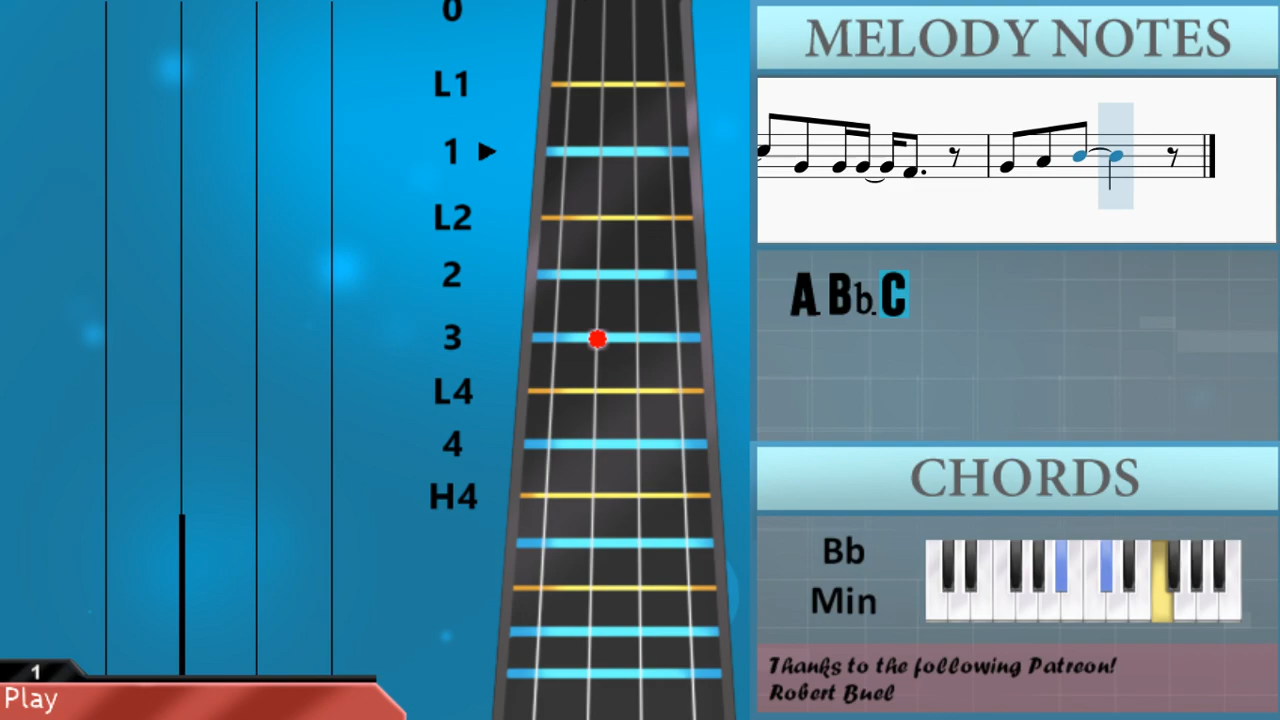 0
L1
1
L2
2
3
L4
4
H4
1
Play
MELODY NOTES
A. Bb. C
CHORDS
Bb
Min
Thanks to the following Patreon!
Robert Buel